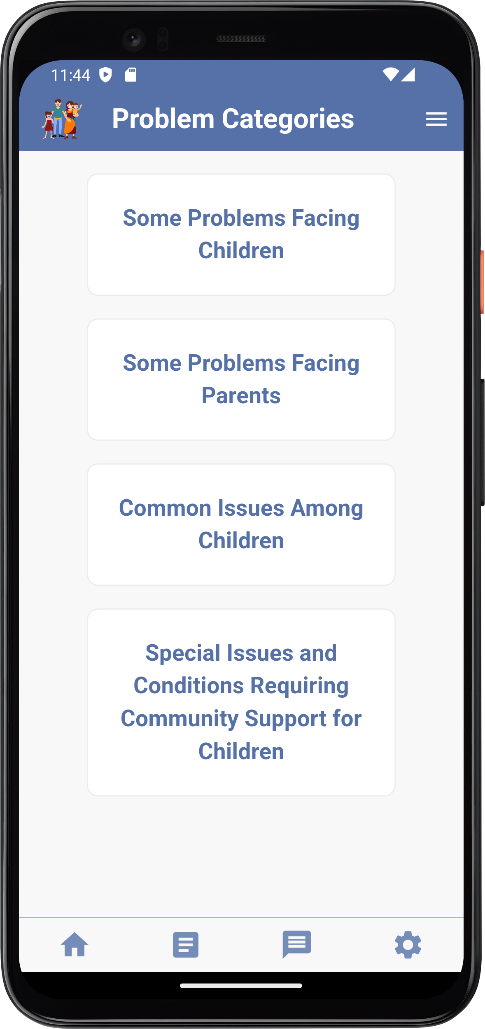 11:44
Problem Categories
Some Problems Facing
Children
Some Problems Facing
Parents
Common Issues Among
Children
Special Issues and
Conditions Requiring
Community Support for
Children